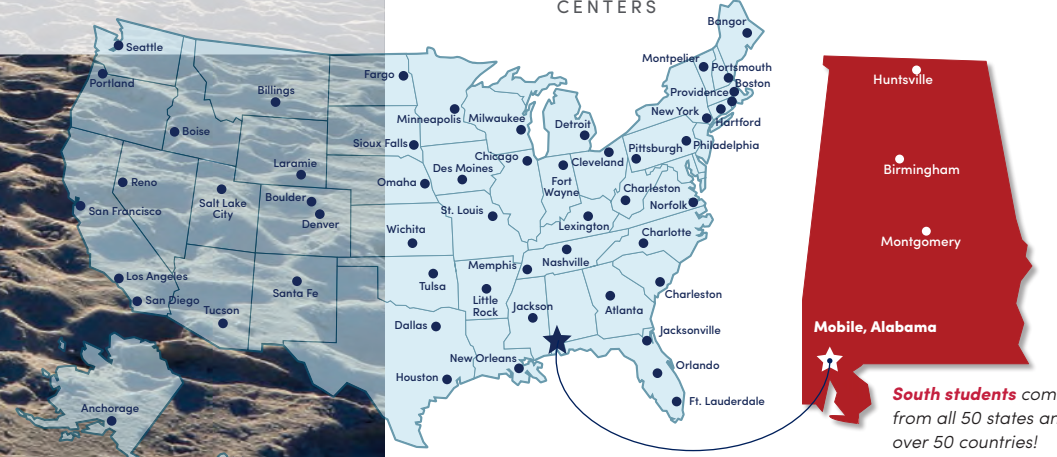 CENTERS
Seattle
Portland
Billings
Boise
Laramie
Reno
San Francisco
Salt Lake
City
Boulder
Denver
Los Angeles
San Diego
Tucson
Santa Fe
Anchorage
Fargo
Minneapolis
Milwaukee
Sioux Falls
Chicago
Des Moines
Omaha
St. Louis
Wichita
Tulsa
Memphis
Little
Rock
Jackson
Dallas
New Orleans
Houston
Detroit
Cleveland
Fort
Wayne
Lexington
Nashville
Atlanta
Bangor
Montpelier
Portsmouth
Boston
Providence
New York
Hartford
Pittsburgh
Philadelphia
Charleston
Norfolk
Charlotte
Charleston
Jacksonville
Orlando
Ft. Lauderdale
Huntsville
Birmingham
Montgomery
Mobile, Alabama
South students
from all 50 states
over 50 countries!